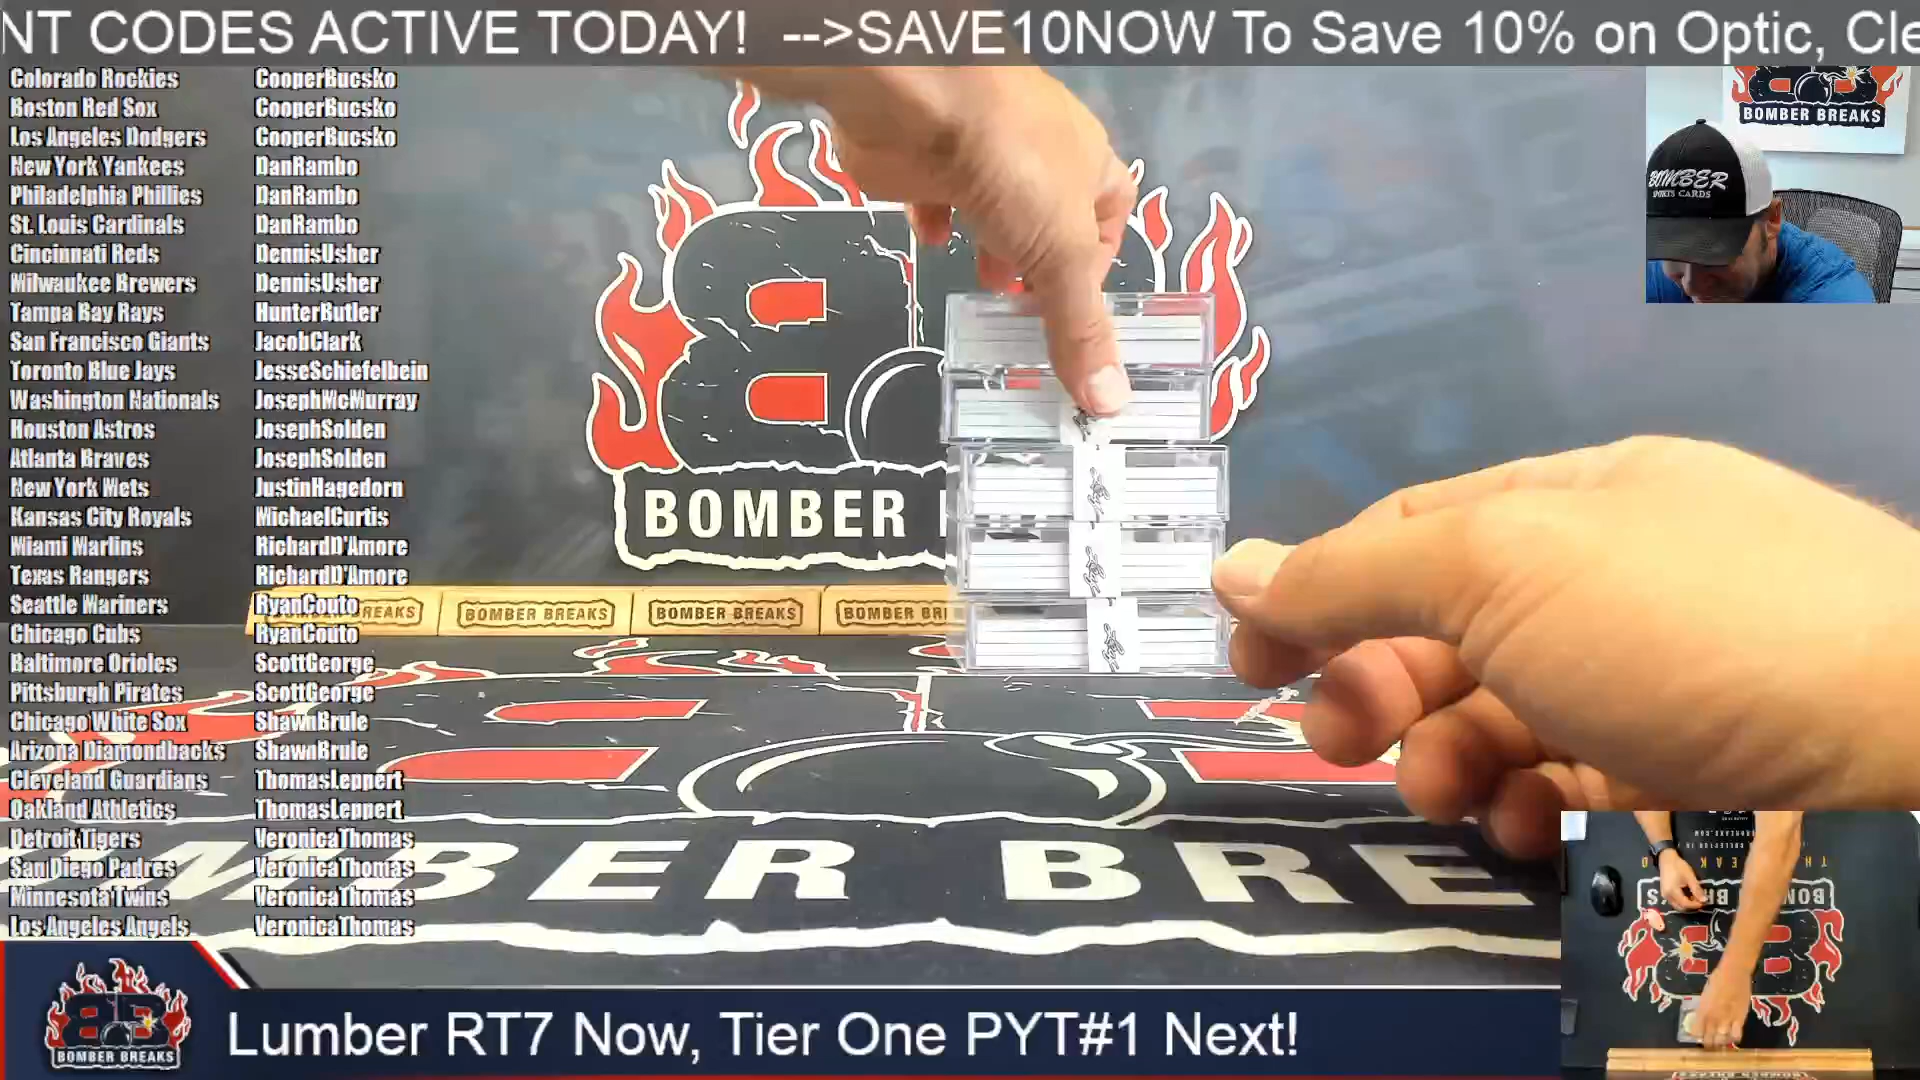 NT CODES ACTIVE TODAY! -->SAVE10NOW To Save 10% on Optic, Cle
Colorado Rockies CooperBucsko
Boston Red Sox CooperBucsko
Los Angeles Dodgers CooperBucsko
New York Yankees DanRambo
Philadelphia Phillies DanRambo
St. Louis Cardinals DanRambo
Cincinnati Reds DennisUsher
Milwaukee Brewers DennisUsher
Tampa Bay Rays HunterButler
San Francisco Giants JacobClark
Toronto Blue Jays JesseSchiefelbein
Washington Nationals JosephMcMurray
Houston Astros JosephSolden
Atlanta Braves JosephSolden
New York Mets JustinHagedorn
Kansas City Royals MichaelCurtis
Miami Marlins RichardD'Amore
Texas Rangers RichardD'Amore
Seattle Mariners RyanCouto
Chicago Cubs RyanCouto
Baltimore Orioles ScottGeorge
Pittsburgh Pirates ScottGeorge
Chicago White Sox ShawnBrule
Arizona Diamondbacks ShawnBrule
Cleveland Guardians ThomasLeppert
Oakland Athletics ThomasLeppert
Detroit Tigers VeronicaThomas
San Diego Padres VeronicaThomas
Minnesota Twins VeronicaThomas
Los Angeles Angels VeronicaThomas
BOMBER BREAKS
BOMBER
SPORTS CARDS
BOMBER
REAKS
BOMBER BREAKS
BOMBER BREAKS
BOMBER BRE
MBER BRE
BOMBER BREAKS
Lumber RT7 Now, Tier One PYT#1 Next!